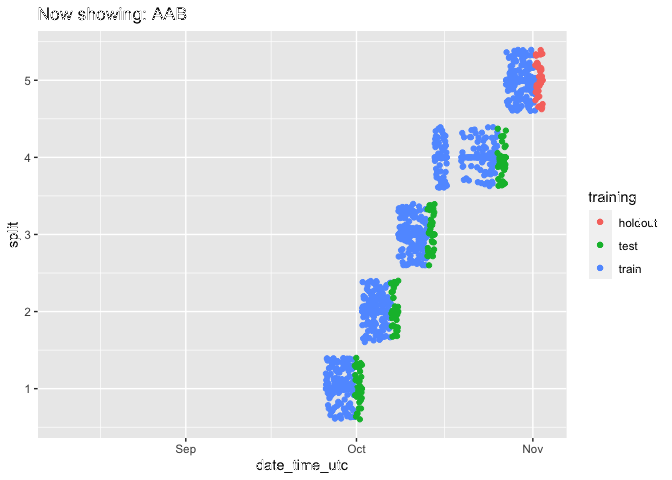 Now showing: AAB
5
4
3
2
1
split
Sep
Oct
Nov
date_time_utc
training
holdout
test
train